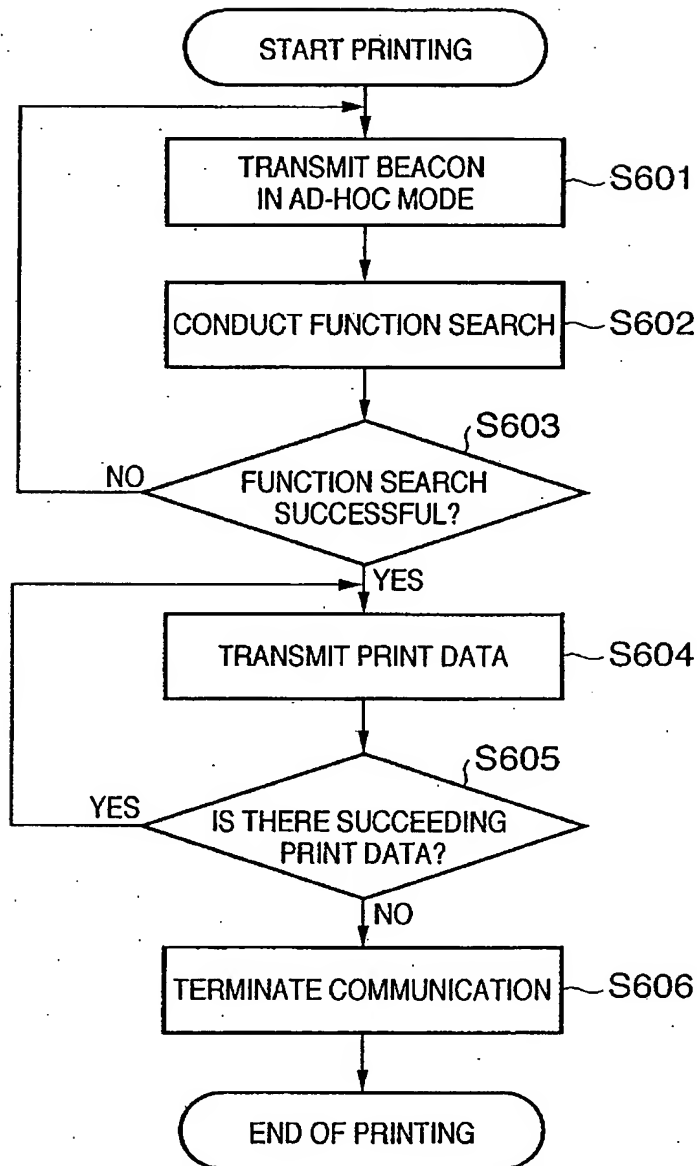 START PRINTING
TRANSMIT BEACON
IN AD-HOC MODE
S601
CONDUCT FUNCTION SEARCH
S602
S603
NO
FUNCTION SEARCH
SUCCESSFUL?
YES
TRANSMIT PRINT DATA
S604
S605
YES
IS THERE SUCCEEDING
PRINT DATA?
NO
TERMINATE COMMUNICATION
S606
END OF PRINTING